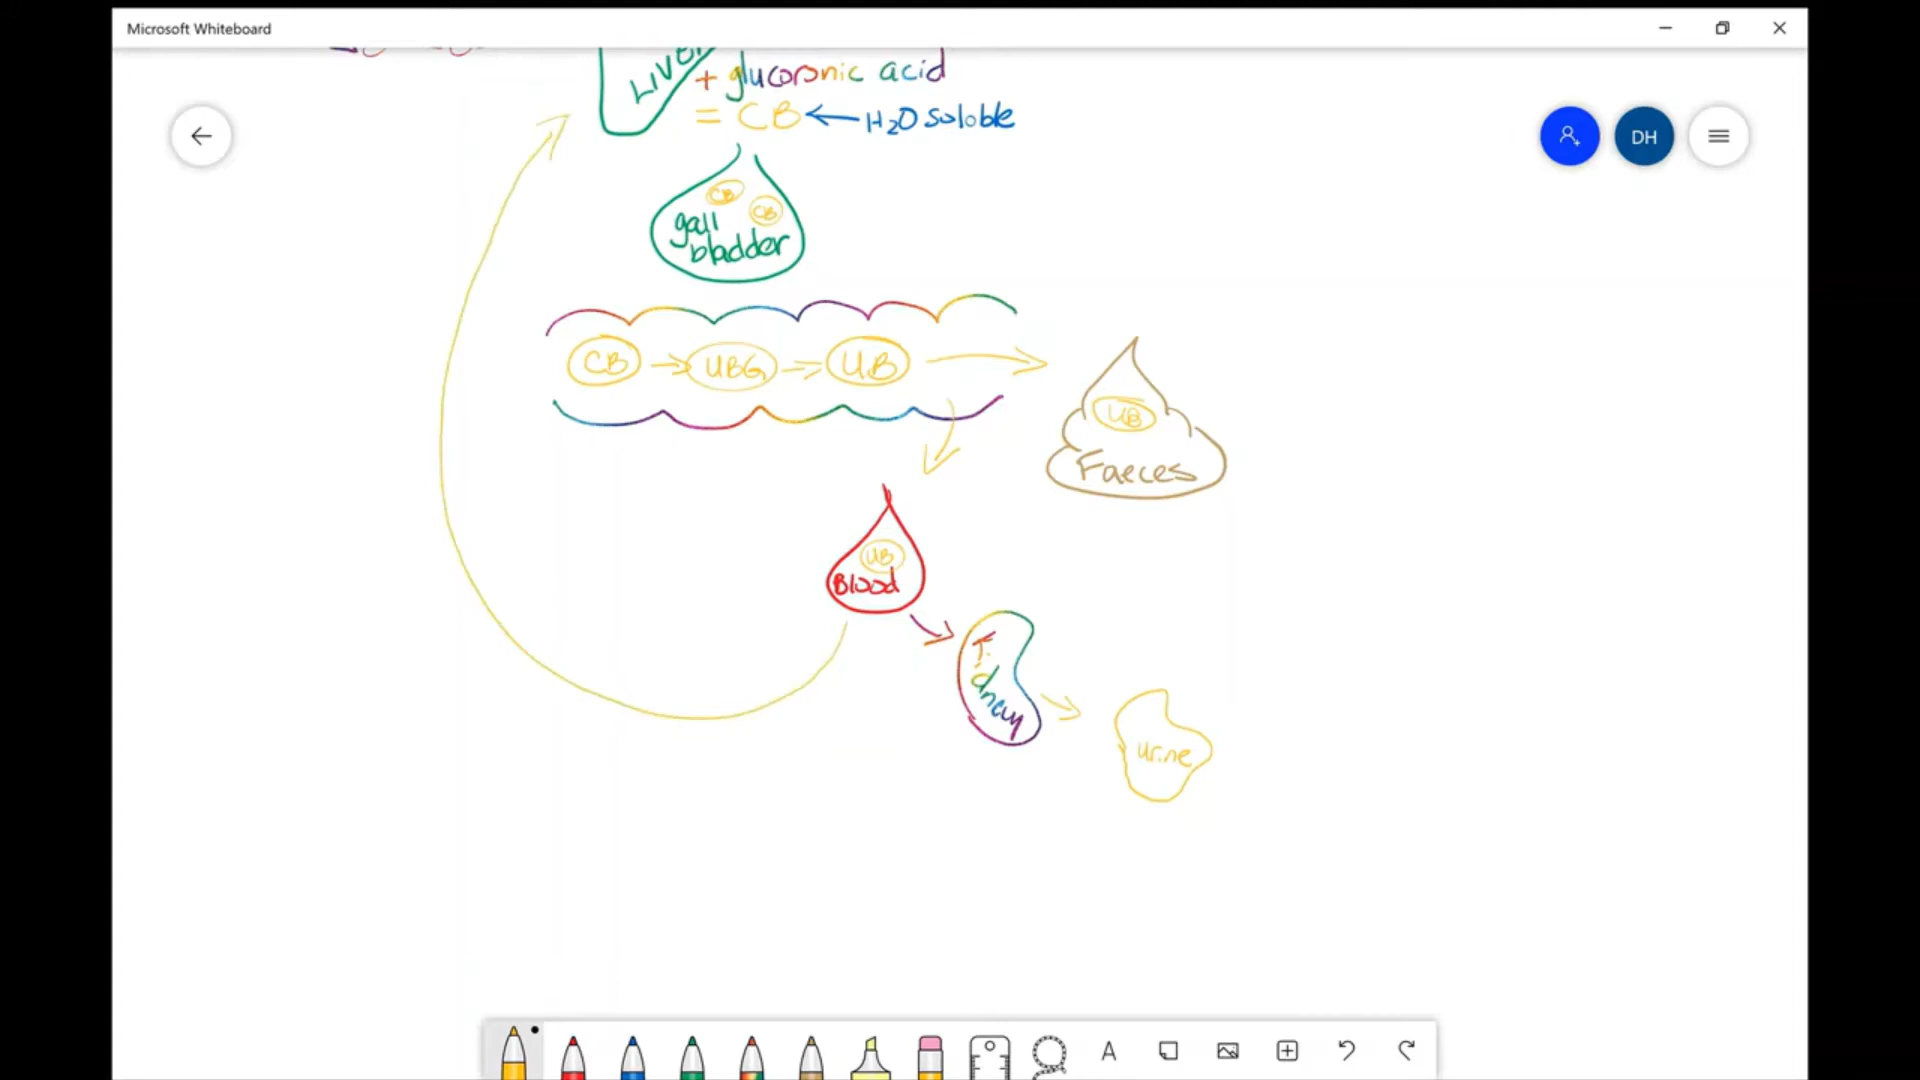 Microsoft Whiteboard
LIVER
+ glucoronic acid
= CB ← H₂O soluble
DH
CB
CB
gall
bladder
CB → UBG → UB →
UB
Faeces
UB
Blood
Kidney
Urine
A